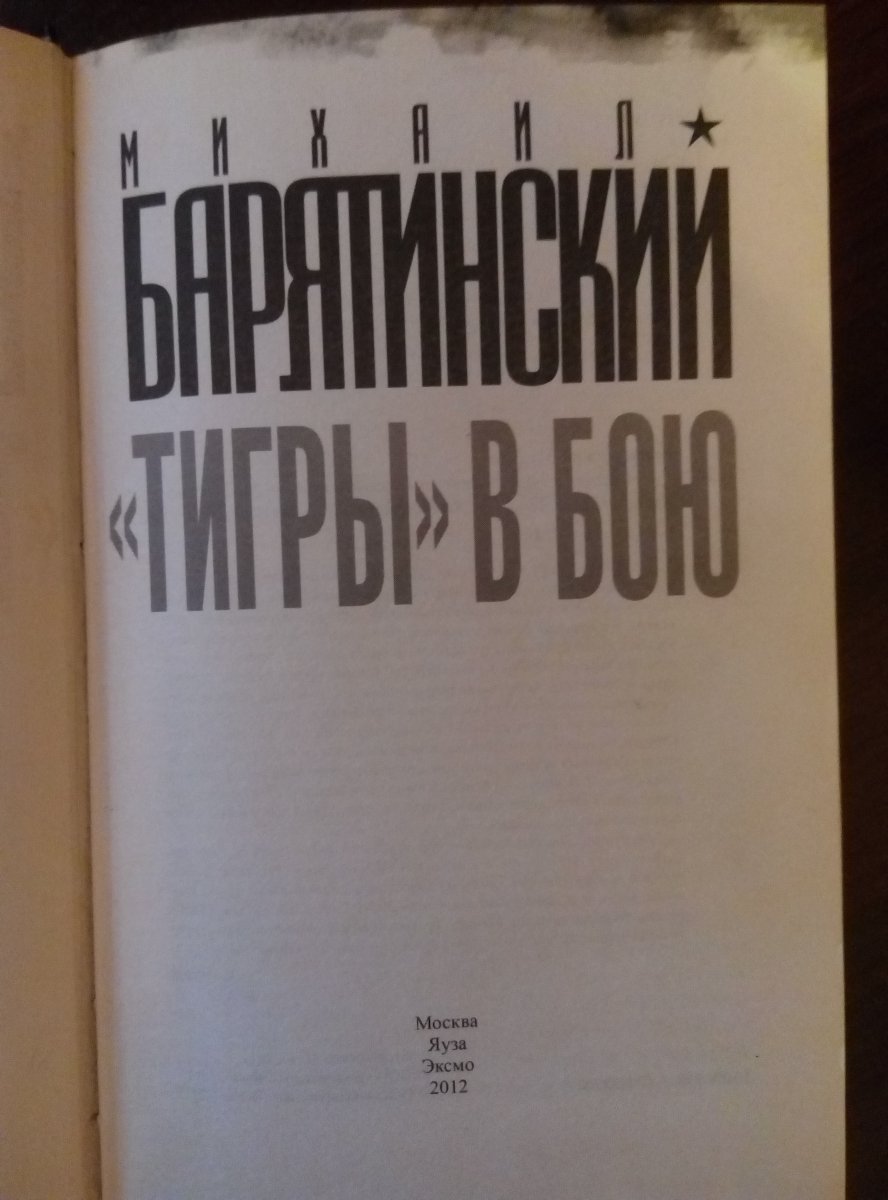 МИХАИЛ
БАРЯТИНСКИЙ
«ТИГРЫ» В БОЮ
Москва
Яуза
Эксмо
2012